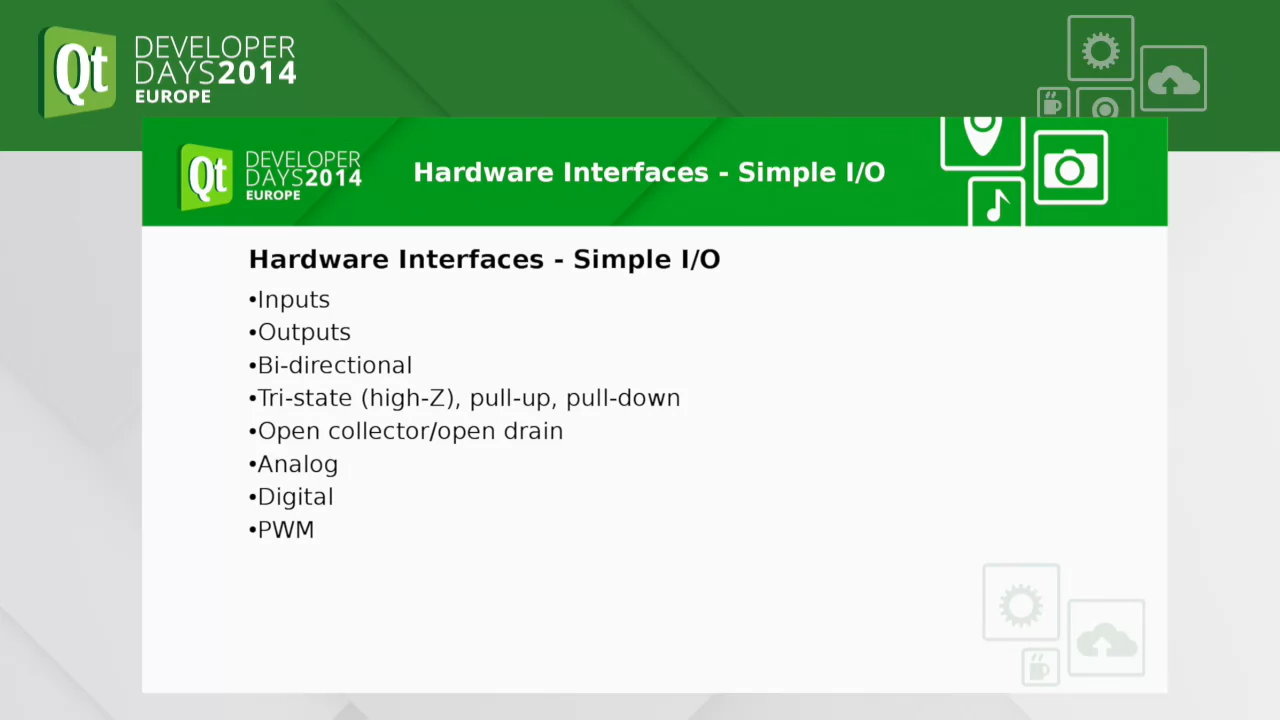 Qt DEVELOPER
DAYS2014
EUROPE
Qt DEVELOPER
DAYS2014
EUROPE
Hardware Interfaces - Simple I/O
Hardware Interfaces - Simple I/O
•Inputs
•Outputs
•Bi-directional
•Tri-state (high-Z), pull-up, pull-down
•Open collector/open drain
•Analog
•Digital
•PWM